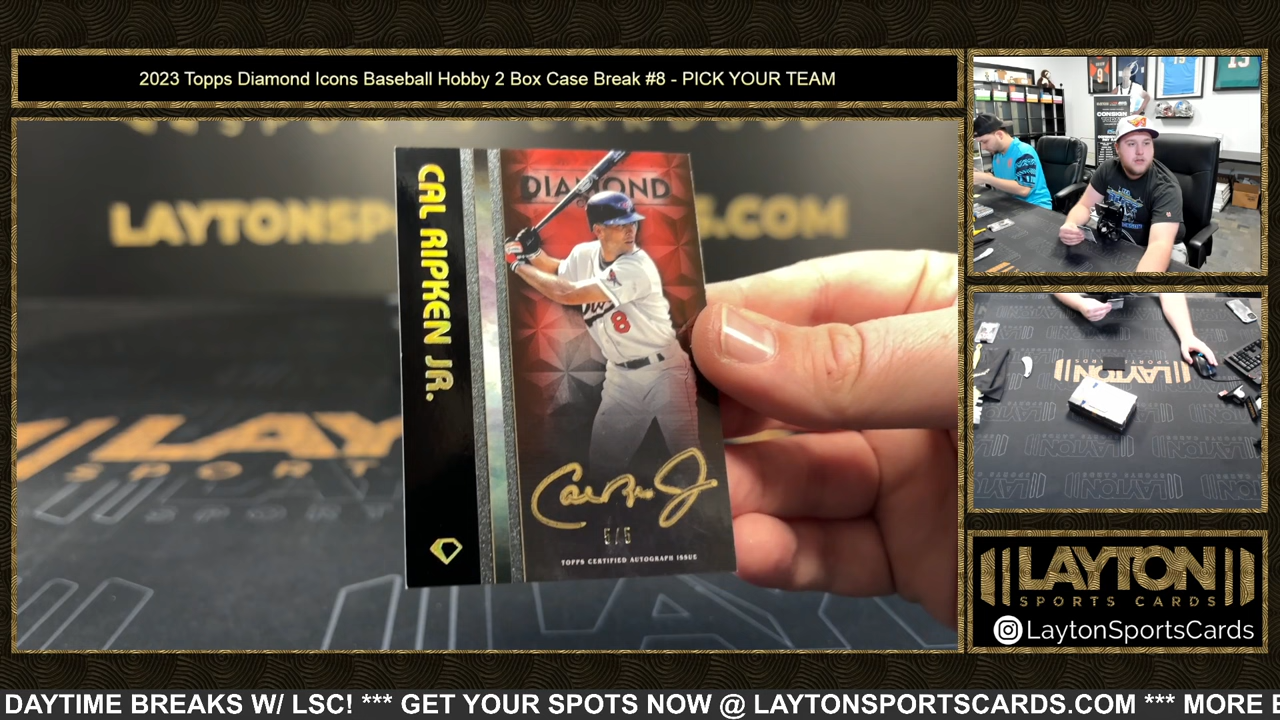 2023 Topps Diamond Icons Baseball Hobby 2 Box Case Break #8 - PICK YOUR TEAM
CAL RIPKEN JR.
DIAMOND
8
5/5
TOPPS CERTIFIED AUTOGRAPH ISSUE
LAYTON
SPORTS CARDS
LaytonSportsCards
DAYTIME BREAKS W/ LSC! *** GET YOUR SPOTS NOW @ LAYTONSPORTSCARDS.COM *** MORE